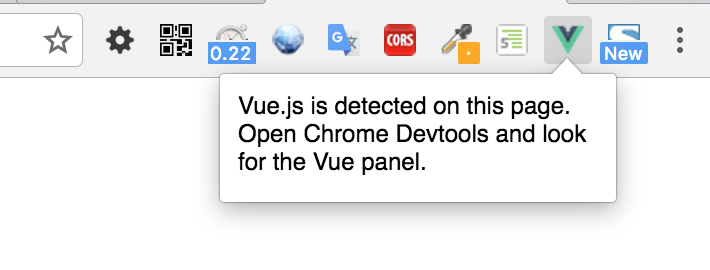 0.22
G
CORS
S
New
Vue.js is detected on this page.
Open Chrome Devtools and look
for the Vue panel.